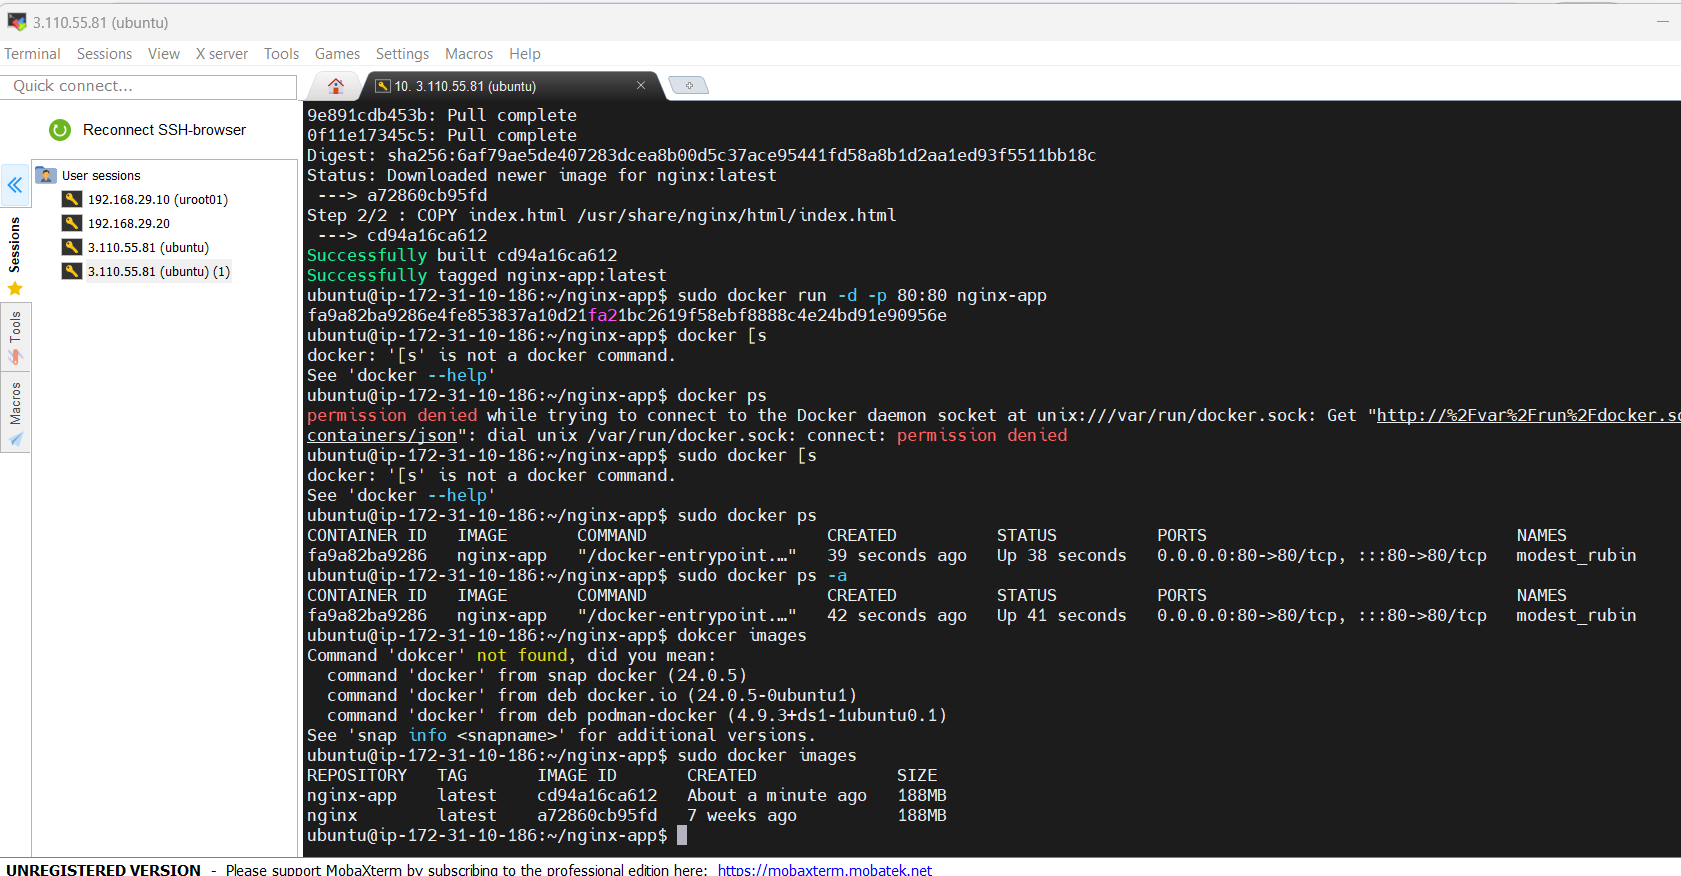 3.110.55.81 (ubuntu)
Terminal Sessions View X server Tools Games Settings Macros Help
Quick connect...
10. 3.110.55.81 (ubuntu)
Reconnect SSH-browser
User sessions
192.168.29.10 (uroot01)
192.168.29.20
3.110.55.81 (ubuntu)
3.110.55.81 (ubuntu) (1)
Sessions
Tools
Macros
9e891cdb453b: Pull complete
0f11e17345c5: Pull complete
Digest: sha256:6af79ae5de407283dcea8b00d5c37ace95441fd58a8b1d2aa1ed93f5511bb18c
Status: Downloaded newer image for nginx:latest
---> a72860cb95fd
Step 2/2 : COPY index.html /usr/share/nginx/html/index.html
---> cd94a16ca612
Successfully built cd94a16ca612
Successfully tagged nginx-app:latest
ubuntu@ip-172-31-10-186:~/nginx-app$ sudo docker run -d -p 80:80 nginx-app
fa9a82ba9286e4fe853837a10d21fa21bc2619f58ebf8888c4e24bd91e90956e
ubuntu@ip-172-31-10-186:~/nginx-app$ docker [s
docker: '[s' is not a docker command.
See 'docker --help'
ubuntu@ip-172-31-10-186:~/nginx-app$ docker ps
permission denied while trying to connect to the Docker daemon socket at unix:///var/run/docker.sock: Get "http://%2Fvar%2Frun%2Fdocker.so
containers/json": dial unix /var/run/docker.sock: connect: permission denied
ubuntu@ip-172-31-10-186:~/nginx-app$ sudo docker [s
docker: '[s' is not a docker command.
See 'docker --help'
ubuntu@ip-172-31-10-186:~/nginx-app$ sudo docker ps
CONTAINER ID IMAGE COMMAND CREATED STATUS PORTS NAMES
fa9a82ba9286 nginx-app "/docker-entrypoint.…" 39 seconds ago Up 38 seconds 0.0.0.0:80->80/tcp, :::80->80/tcp modest_rubin
ubuntu@ip-172-31-10-186:~/nginx-app$ sudo docker ps -a
CONTAINER ID IMAGE COMMAND CREATED STATUS PORTS NAMES
fa9a82ba9286 nginx-app "/docker-entrypoint.…" 42 seconds ago Up 41 seconds 0.0.0.0:80->80/tcp, :::80->80/tcp modest_rubin
ubuntu@ip-172-31-10-186:~/nginx-app$ dokcer images
Command 'dokcer' not found, did you mean:
command 'docker' from snap docker (24.0.5)
command 'docker' from deb docker.io (24.0.5-0ubuntu1)
command 'docker' from deb podman-docker (4.9.3+ds1-1ubuntu0.1)
See 'snap info <snapname>' for additional versions.
ubuntu@ip-172-31-10-186:~/nginx-app$ sudo docker images
REPOSITORY TAG IMAGE ID CREATED SIZE
nginx-app latest cd94a16ca612 About a minute ago 188MB
nginx latest a72860cb95fd 7 weeks ago 188MB
ubuntu@ip-172-31-10-186:~/nginx-app$
UNREGISTERED VERSION - Please support MobaXterm by subscribing to the professional edition here: https://mobaxterm.mobatek.net